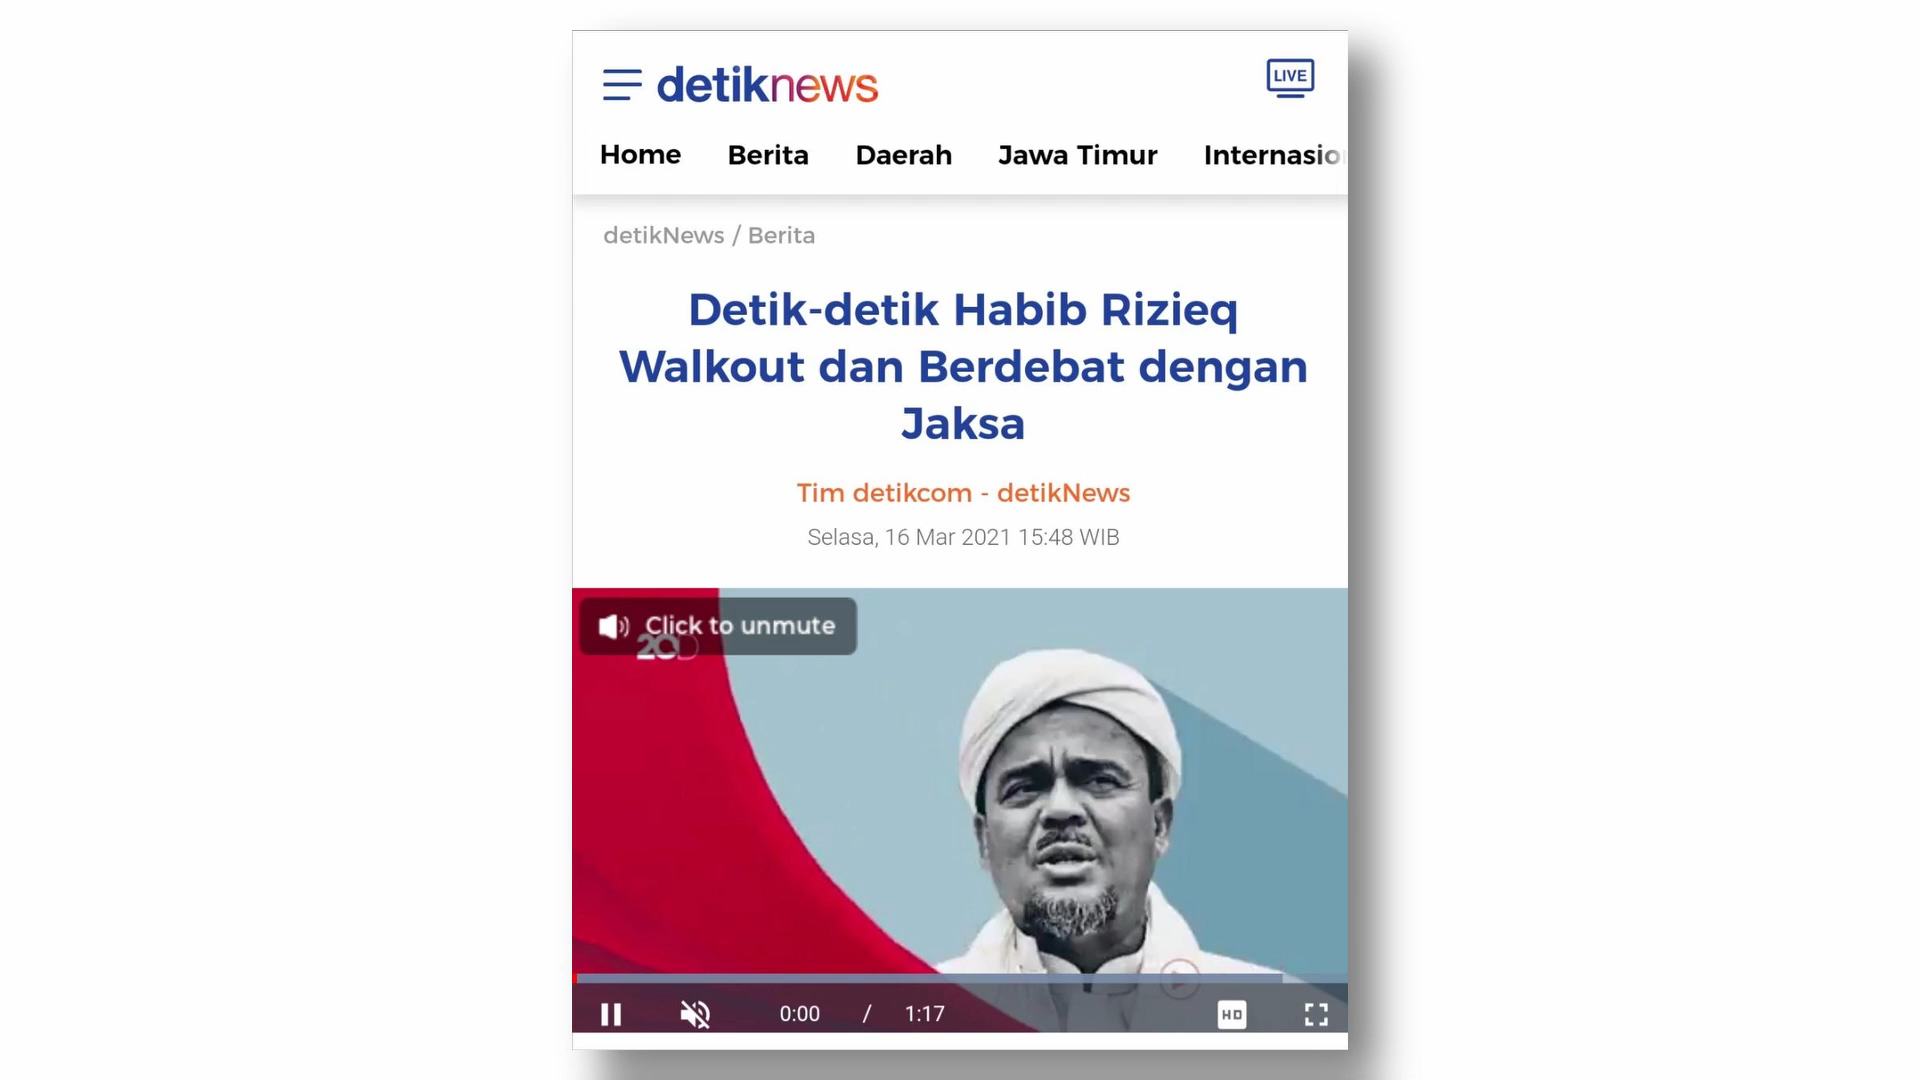 detiknews
LIVE
Home Berita Daerah Jawa Timur Internasio
detikNews / Berita
Detik-detik Habib Rizieq
Walkout dan Berdebat dengan
Jaksa
Tim detikcom - detikNews
Selasa, 16 Mar 2021 15:48 WIB
Click to unmute
20D
0:00 / 1:17
HD